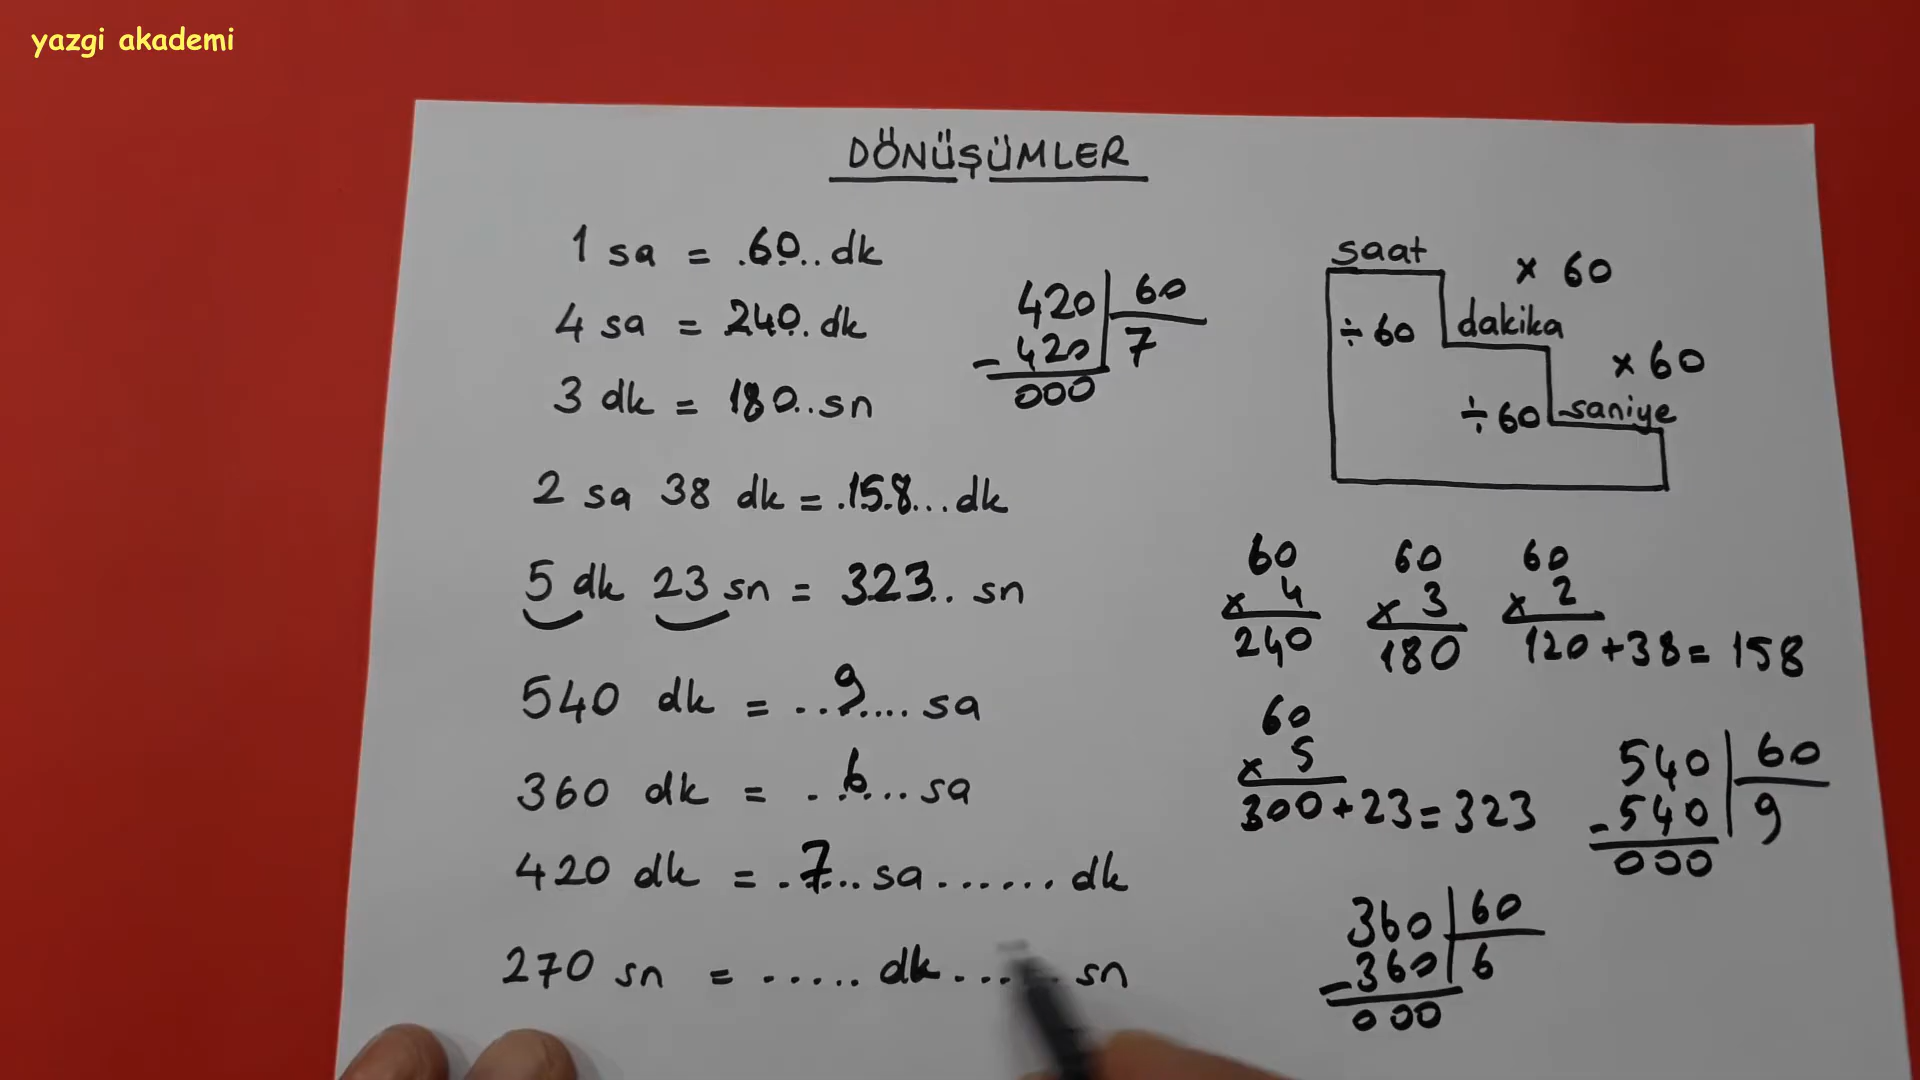 yazgi akademi
DÖNÜŞÜMLER
1 sa = .60.. dk
4 sa = 240. dk
3 dk = 180..sn
2 sa 38 dk = .158...dk
5 dk 23 sn = 323.. sn
540 dk = ..9.... sa
360 dk = ..6... sa
420 dk = .7...sa......dk
270 sn = ..... dk..... sn
420 60
- 420 7
000
saat
x 60
÷ 60 dakika
x 60
÷ 60 saniye
60
x 4
240
60
x 3
180
60
x 2
120 + 38 = 158
60
x 5
300 + 23 = 323
540 60
- 540 9
000
360 60
- 360 6
000